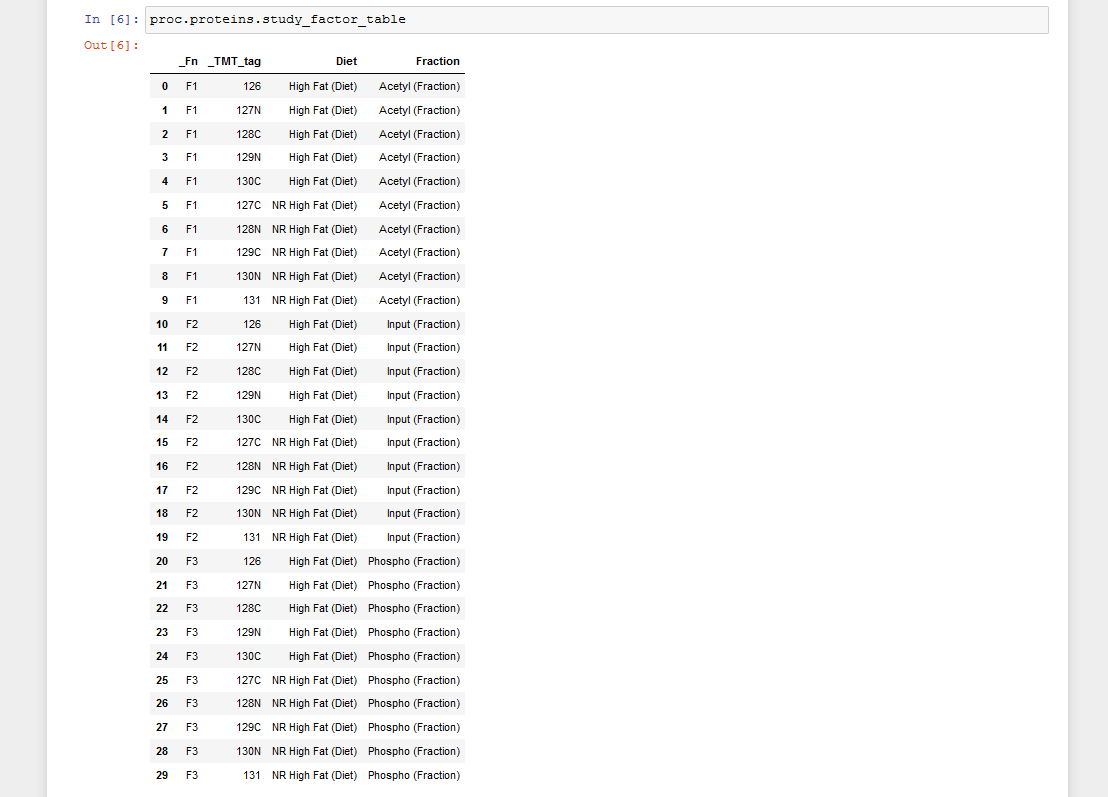 In [6]: proc.proteins.study_factor_table
Out[6]:
_Fn _TMT_tag Diet Fraction
0 F1 126 High Fat (Diet) Acetyl (Fraction)
1 F1 127N High Fat (Diet) Acetyl (Fraction)
2 F1 128C High Fat (Diet) Acetyl (Fraction)
3 F1 129N High Fat (Diet) Acetyl (Fraction)
4 F1 130C High Fat (Diet) Acetyl (Fraction)
5 F1 127C NR High Fat (Diet) Acetyl (Fraction)
6 F1 128N NR High Fat (Diet) Acetyl (Fraction)
7 F1 129C NR High Fat (Diet) Acetyl (Fraction)
8 F1 130N NR High Fat (Diet) Acetyl (Fraction)
9 F1 131 NR High Fat (Diet) Acetyl (Fraction)
10 F2 126 High Fat (Diet) Input (Fraction)
11 F2 127N High Fat (Diet) Input (Fraction)
12 F2 128C High Fat (Diet) Input (Fraction)
13 F2 129N High Fat (Diet) Input (Fraction)
14 F2 130C High Fat (Diet) Input (Fraction)
15 F2 127C NR High Fat (Diet) Input (Fraction)
16 F2 128N NR High Fat (Diet) Input (Fraction)
17 F2 129C NR High Fat (Diet) Input (Fraction)
18 F2 130N NR High Fat (Diet) Input (Fraction)
19 F2 131 NR High Fat (Diet) Input (Fraction)
20 F3 126 High Fat (Diet) Phospho (Fraction)
21 F3 127N High Fat (Diet) Phospho (Fraction)
22 F3 128C High Fat (Diet) Phospho (Fraction)
23 F3 129N High Fat (Diet) Phospho (Fraction)
24 F3 130C High Fat (Diet) Phospho (Fraction)
25 F3 127C NR High Fat (Diet) Phospho (Fraction)
26 F3 128N NR High Fat (Diet) Phospho (Fraction)
27 F3 129C NR High Fat (Diet) Phospho (Fraction)
28 F3 130N NR High Fat (Diet) Phospho (Fraction)
29 F3 131 NR High Fat (Diet) Phospho (Fraction)